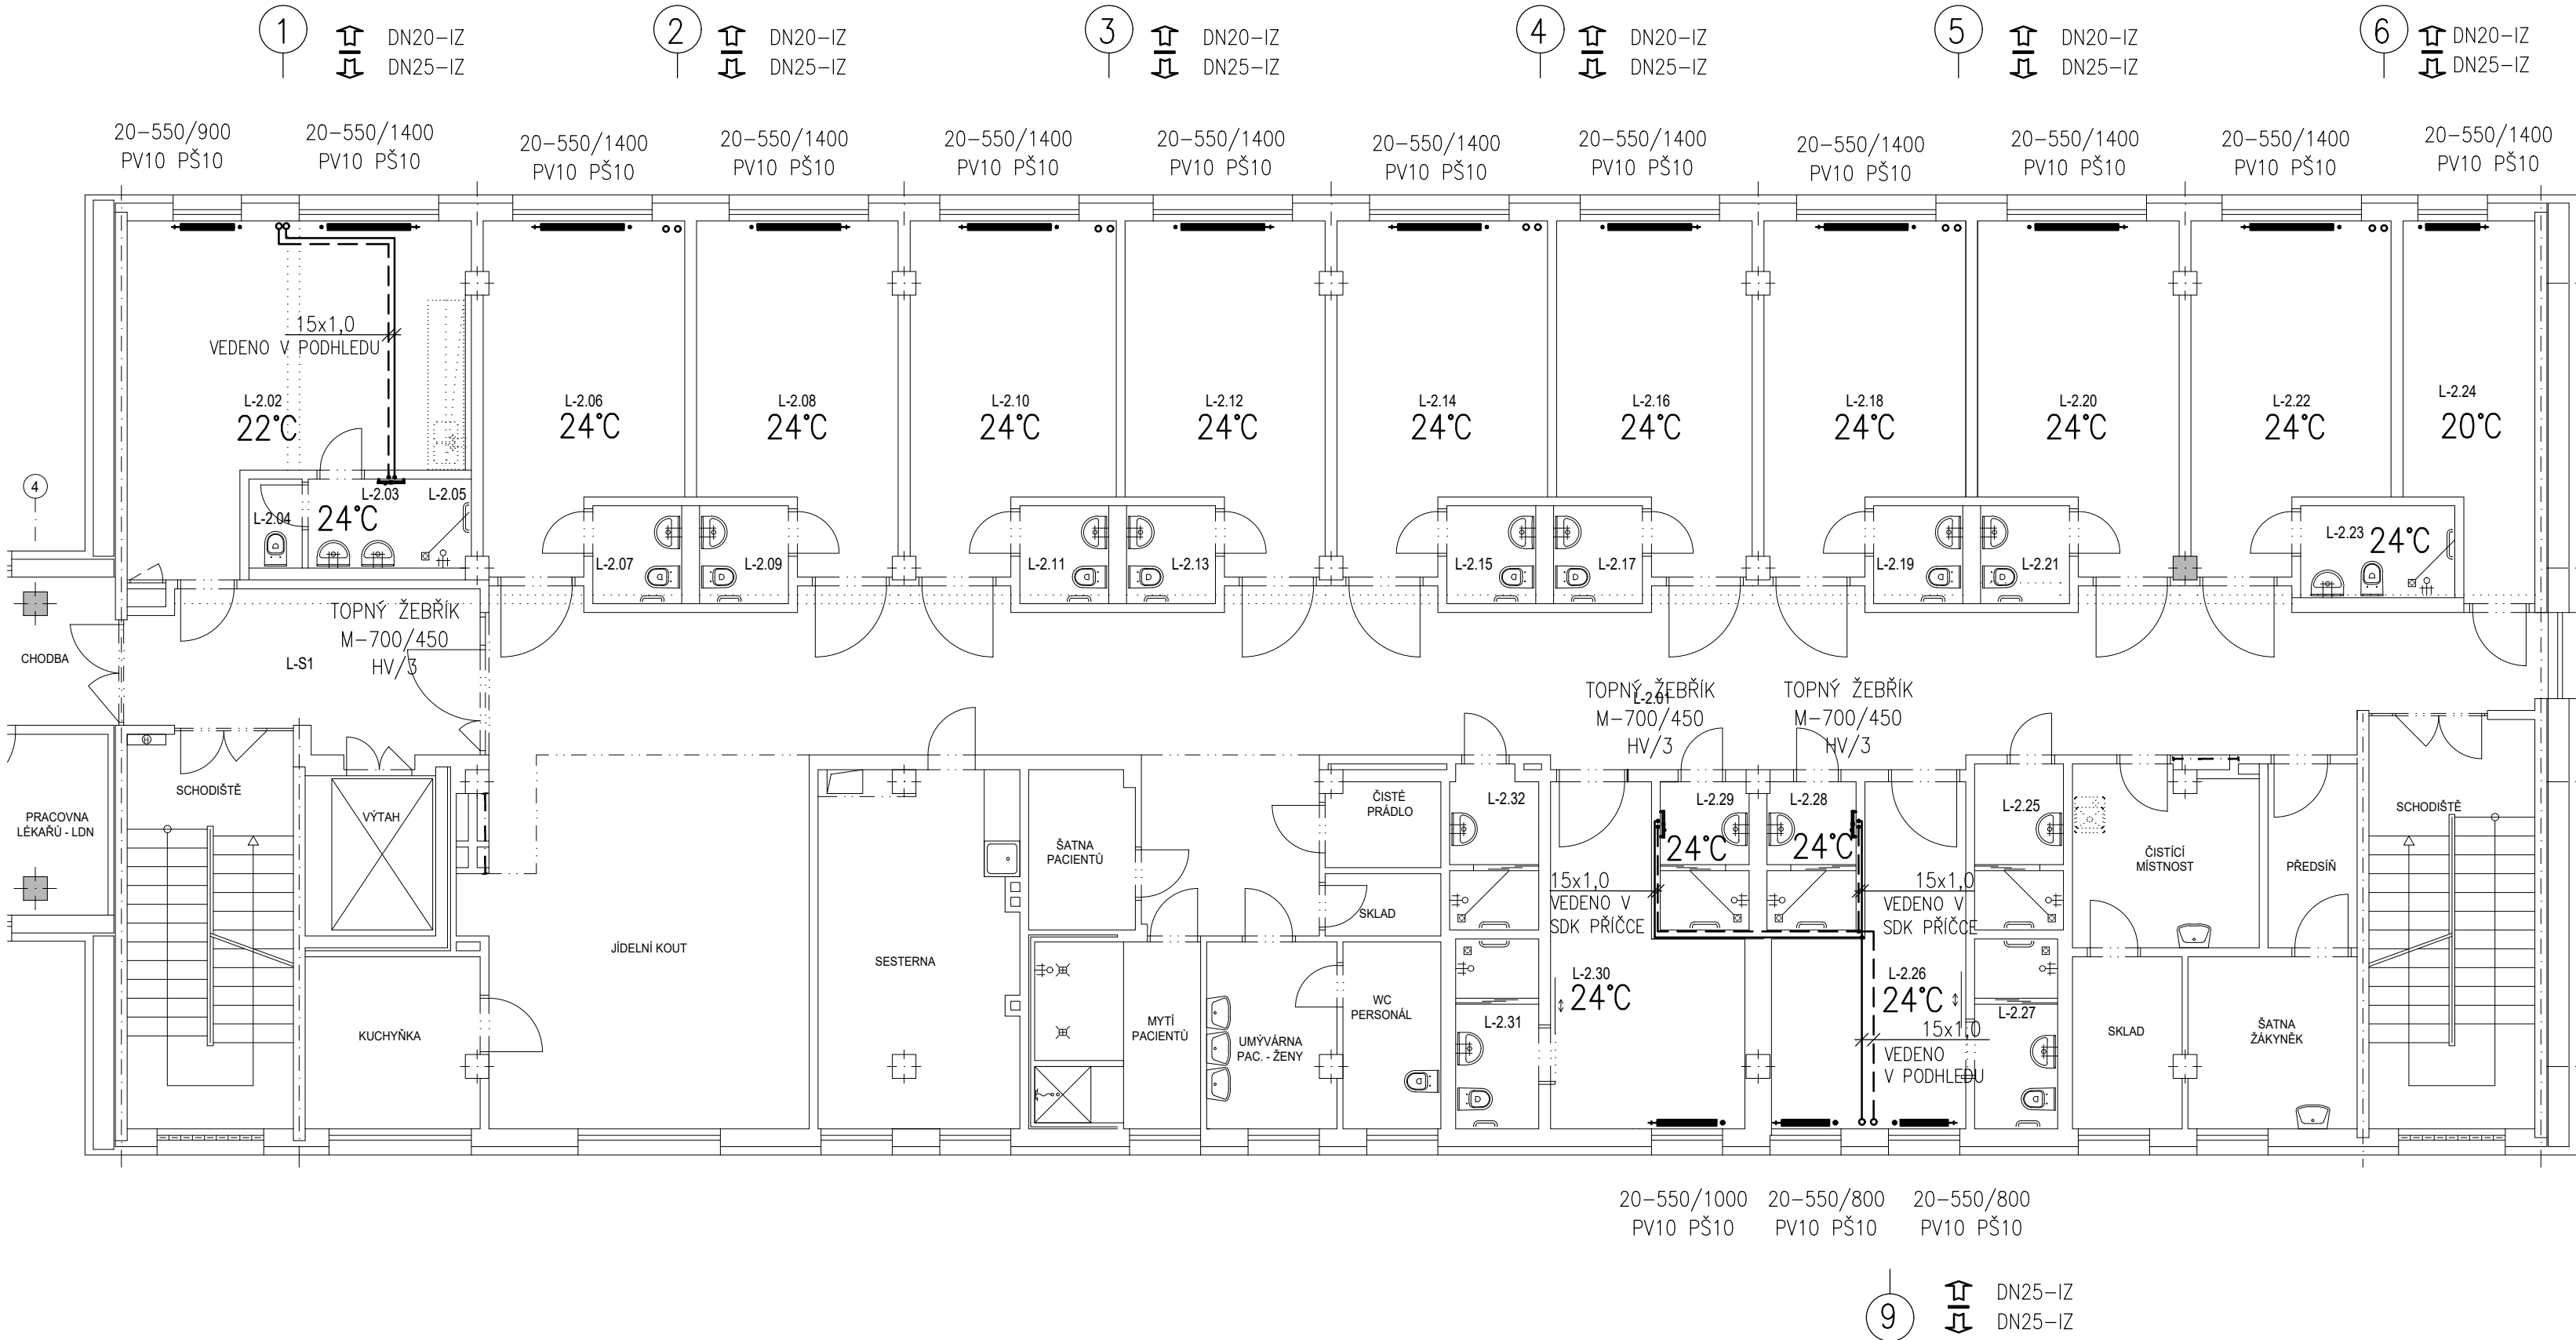 1
DN20-IZ
DN25-IZ
2
DN20-IZ
DN25-IZ
3
DN20-IZ
DN25-IZ
4
DN20-IZ
DN25-IZ
5
DN20-IZ
DN25-IZ
6
DN20-IZ
DN25-IZ
20-550/900
PV10 PŠ10
20-550/1400
PV10 PŠ10
20-550/1400
PV10 PŠ10
20-550/1400
PV10 PŠ10
20-550/1400
PV10 PŠ10
20-550/1400
PV10 PŠ10
20-550/1400
PV10 PŠ10
20-550/1400
PV10 PŠ10
20-550/1400
PV10 PŠ10
20-550/1400
PV10 PŠ10
20-550/1400
PV10 PŠ10
20-550/1400
PV10 PŠ10
15x1,0
VEDENO V PODHLEDU
L-2.02
22°C
L-2.06
24°C
L-2.08
24°C
L-2.10
24°C
L-2.12
24°C
L-2.14
24°C
L-2.16
24°C
L-2.18
24°C
L-2.20
24°C
L-2.22
24°C
L-2.24
20°C
4
L-2.03
L-2.05
L-2.04
24°C
L-2.07
L-2.09
L-2.11
L-2.13
L-2.15
L-2.17
L-2.19
L-2.21
L-2.23
24°C
TOPNÝ ŽEBŘÍK
M-700/450
HV/3
CHODBA
L-S1
TOPNÝ ŽEBŘÍK
M-700/450
HV/3
L-2.01
TOPNÝ ŽEBŘÍK
M-700/450
HV/3
H
SCHODIŠTĚ
PRACOVNA
LÉKAŘŮ - LDN
VÝTAH
ŠATNA
PACIENTŮ
ČISTÉ
PRÁDLO
L-2.32
L-2.29
24°C
L-2.28
24°C
L-2.25
ČISTÍCÍ
MÍSTNOST
PŘEDSÍŇ
SCHODIŠTĚ
SKLAD
15x1,0
VEDENO V
SDK PŘÍČCE
15x1,0
VEDENO V
SDK PŘÍČCE
JÍDELNÍ KOUT
SESTERNA
L-2.30
24°C
L-2.26
24°C
WC
PERSONÁL
KUCHYŇKA
MYTÍ
PACIENTŮ
UMÝVÁRNA
PAC. - ŽENY
L-2.31
15x1,0
VEDENO
V PODHLEDU
L-2.27
SKLAD
ŠATNA
ŽÁKYNĚK
20-550/1000
PV10 PŠ10
20-550/800
PV10 PŠ10
20-550/800
PV10 PŠ10
9
DN25-IZ
DN25-IZ